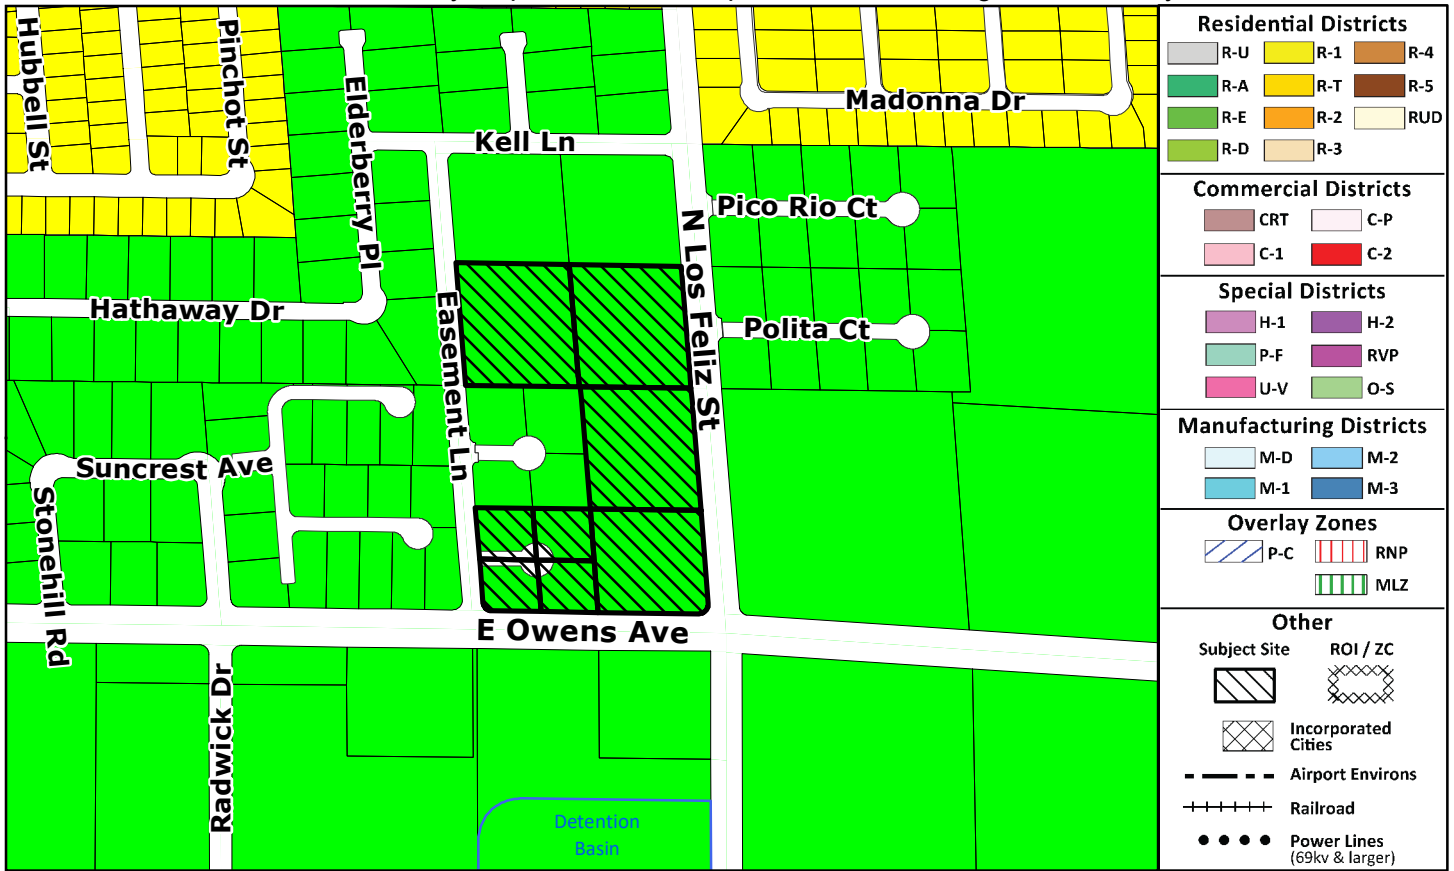 Hubbell St
Pinchot St
Elderberry Pl
Kell Ln
Madonna Dr
Pico Rio Ct
N Los Feliz St
Hathaway Dr
Easement Ln
Polita Ct
Suncrest Ave
Stonehill Rd
E Owens Ave
Radwick Dr
Detention
Basin
Residential Districts
R-U R-1 R-4
R-A R-T R-5
R-E R-2 RUD
R-D R-3
Commercial Districts
CRT C-P
C-1 C-2
Special Districts
H-1 H-2
P-F RVP
U-V O-S
Manufacturing Districts
M-D M-2
M-1 M-3
Overlay Zones
P-C RNP
MLZ
Other
Subject Site ROI / ZC
Incorporated
Cities
Airport Environs
Railroad
Power Lines
(69kv & larger)